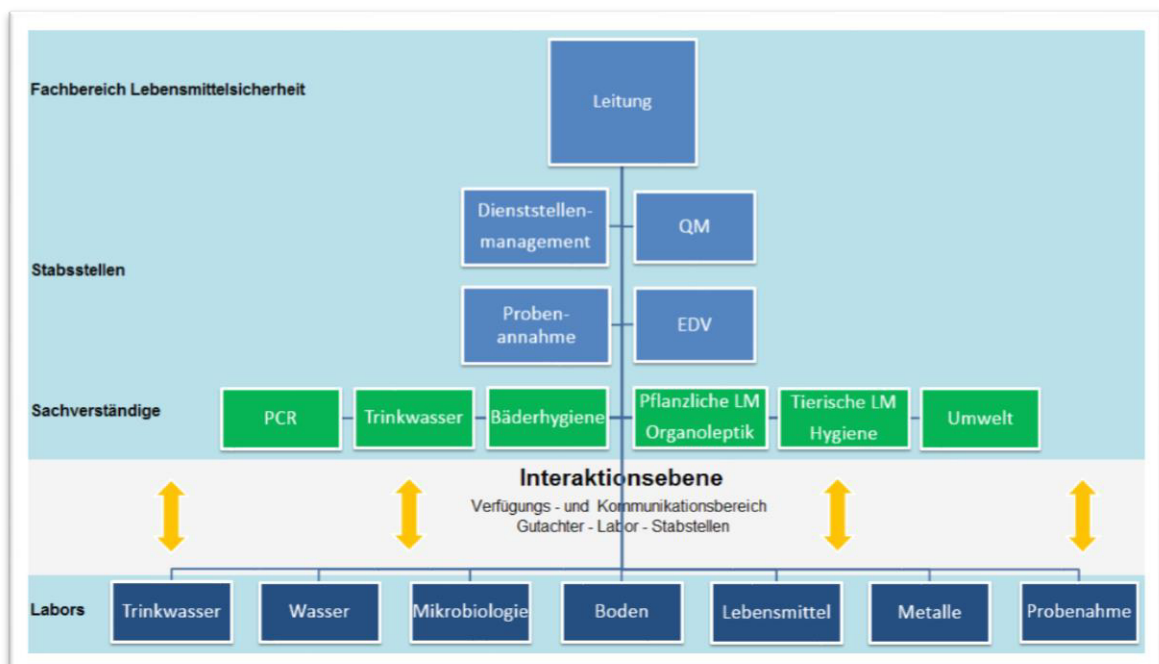 Fachbereich Lebensmittelsicherheit
Leitung
Dienststellen-
management
QM
Stabsstellen
Proben-
annahme
EDV
Sachverständige
PCR
Trinkwasser
Bäderhygiene
Pflanzliche LM
Organoleptik
Tierische LM
Hygiene
Umwelt
Interaktionsebene
Verfügungs - und Kommunikationsbereich
Gutachter - Labor - Stabstellen
Labors
Trinkwasser
Wasser
Mikrobiologie
Boden
Lebensmittel
Metalle
Probenahme